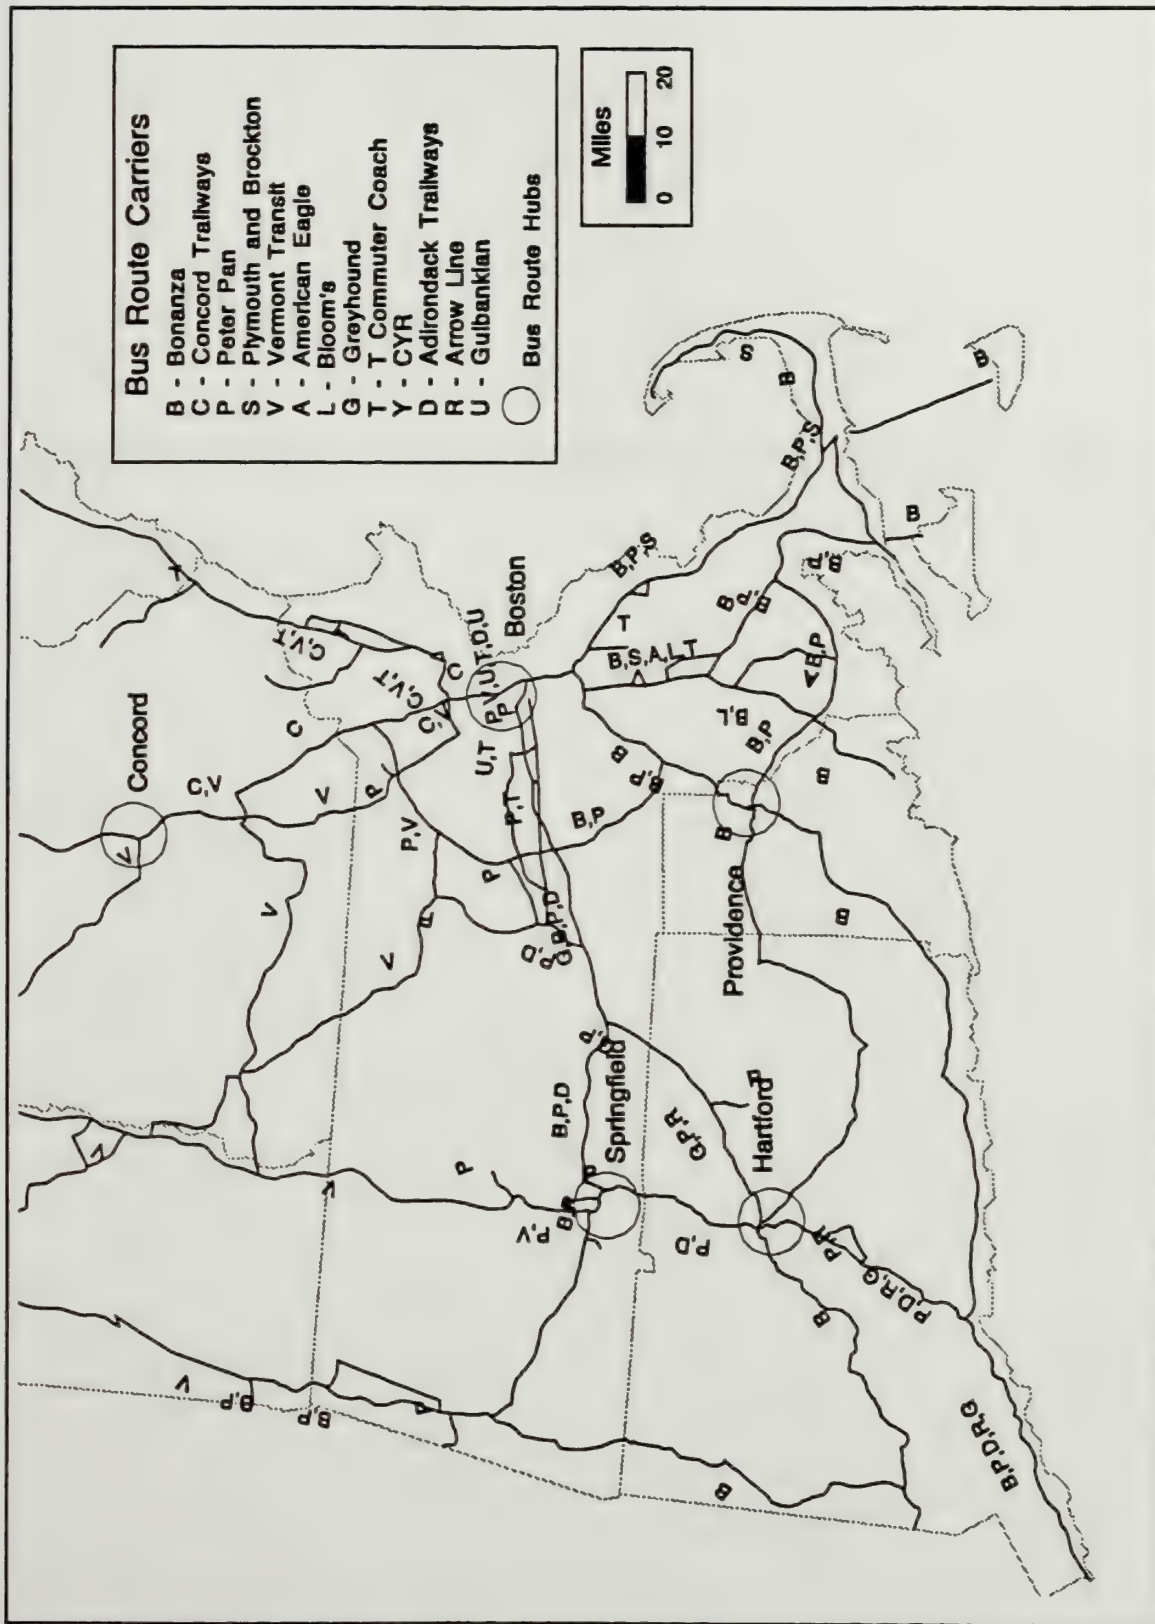 Bus Route Carriers
B - Bonanza
C - Concord Trailways
P - Peter Pan
S - Plymouth and Brockton
V - Vermont Transit
A - American Eagle
L - Bloom's
G - Greyhound
T - T Commuter Coach
Y - CYR
D - Adirondack Trailways
R - Arrow Line
U - Gulbankian
Bus Route Hubs
Miles
0 10 20
Concord
Boston
Springfield
Providence
Hartford
V
C,V
C
V
V
P
C,V,T
C,V,T
C
P,V,U,T,D,U
U,T
P,T
P,V
P
V
P,D
B,P
B
B,P
B,P,S
T
B,S,A,L,T
B,L
B,P
B,P
A
B,P
B,P
B,P,S
B
S
B
B
B
B
B
B,P,D
P
P,V
V
V
V
B,P
B,P
G,P,R
P,D
P,R
P,D,R,G
B,P,D,R,G
B
B